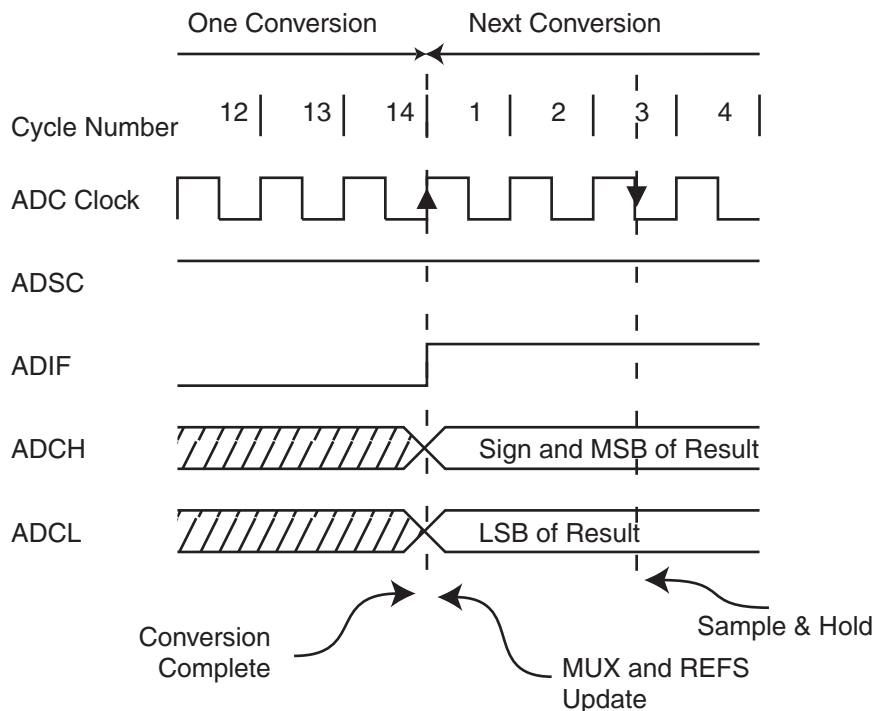 One Conversion Next Conversion
Cycle Number 12 13 14 1 2 3 4
ADC Clock
ADSC
ADIF
ADCH Sign and MSB of Result
ADCL LSB of Result
Conversion
Complete
MUX and REFS
Update
Sample & Hold